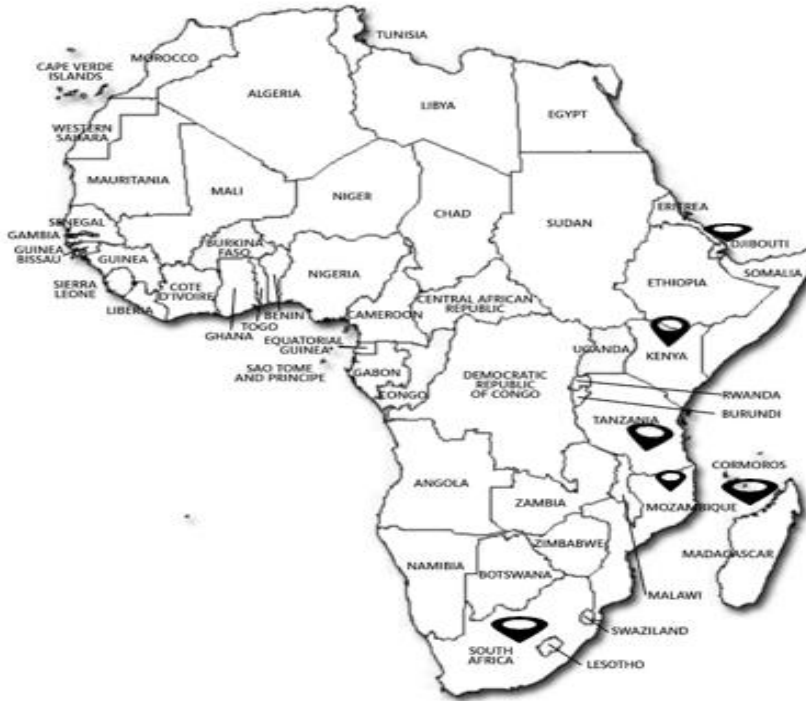 TUNISIA
MOROCCO
CAPE VERDE
ISLANDS
ALGERIA
LIBYA
EGYPT
WESTERN
SAHARA
MAURITANIA
MALI
NIGER
CHAD
SUDAN
ERITREA
SENEGAL
GAMBIA
GUINEA
BISSAU
GUINEA
BURKINA
FASO
DJIBOUTI
SOMALIA
NIGERIA
ETHIOPIA
SIERRA
LEONE
COTE
D'IVOIRE
CENTRAL AFRICAN
REPUBLIC
LIBERIA
BENIN
CAMEROON
TOGO
GHANA
EQUATORIAL
GUINEA
UGANDA
KENYA
SAO TOME
AND PRINCIPE
GABON
DEMOCRATIC
REPUBLIC
OF CONGO
CONGO
RWANDA
BURUNDI
TANZANIA
CORMOROS
ANGOLA
ZAMBIA
MOZAMBIQUE
ZIMBABWE
MADAGASCAR
NAMIBIA
BOTSWANA
MALAWI
SWAZILAND
SOUTH
AFRICA
LESOTHO